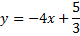 y = −4x + 5/3